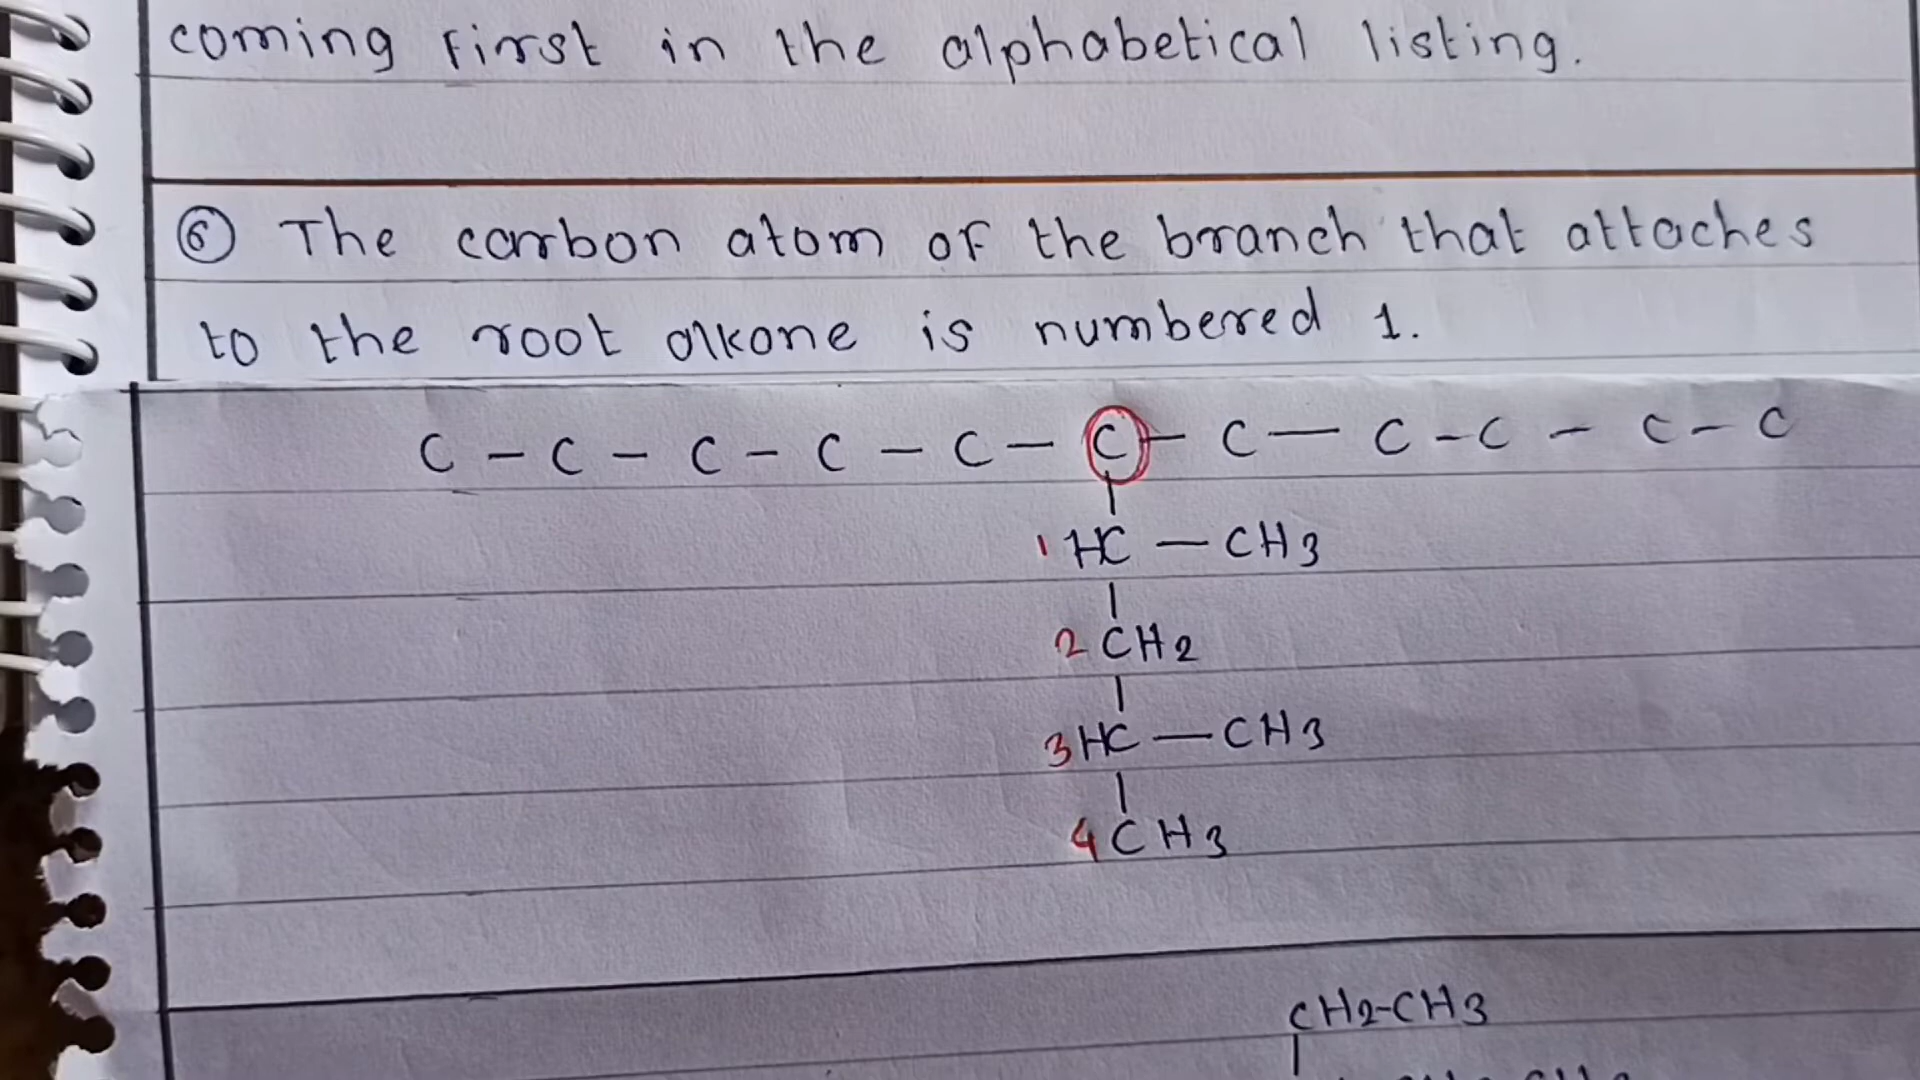 coming first in the alphabetical listing.
⑥ The carbon atom of the branch that attaches
to the root alkane is numbered 1.
C - C - C - C - C - C - C - C - C - C - C
1 HC - CH3
2 CH2
3 HC - CH3
4 CH3
CH2-CH3